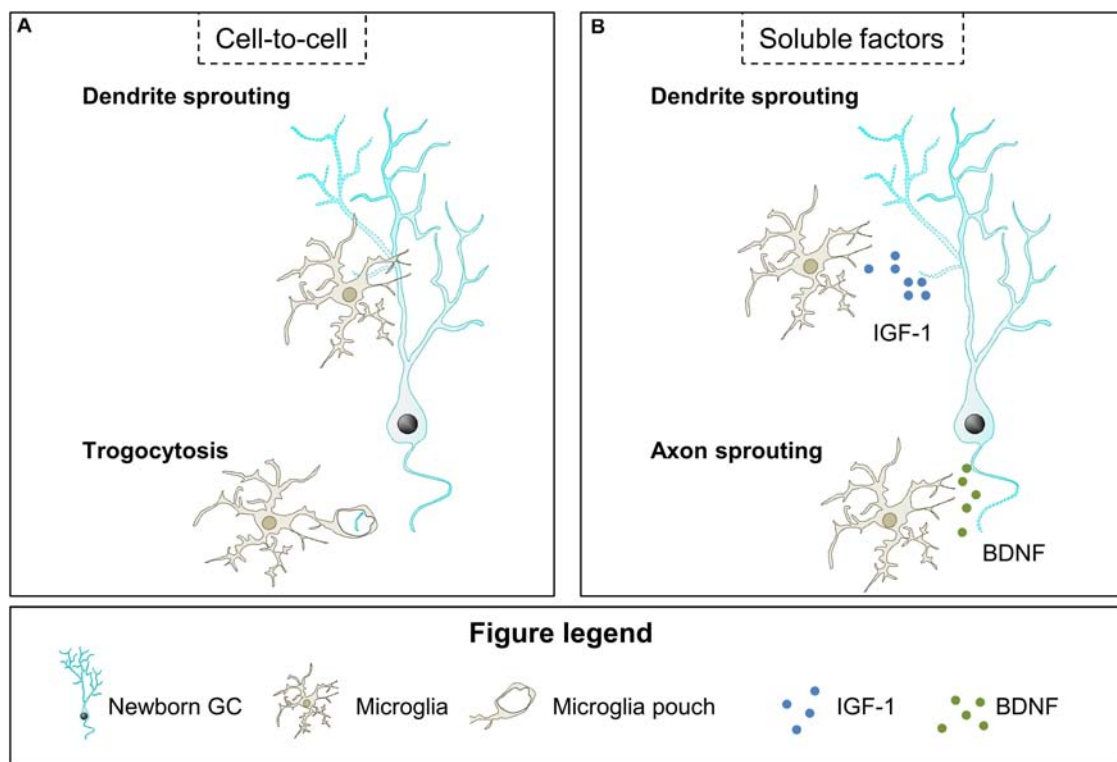 A
Cell-to-cell
Dendrite sprouting
Trogocytosis
B
Soluble factors
Dendrite sprouting
IGF-1
Axon sprouting
BDNF
Figure legend
Newborn GC
Microglia
Microglia pouch
IGF-1
BDNF